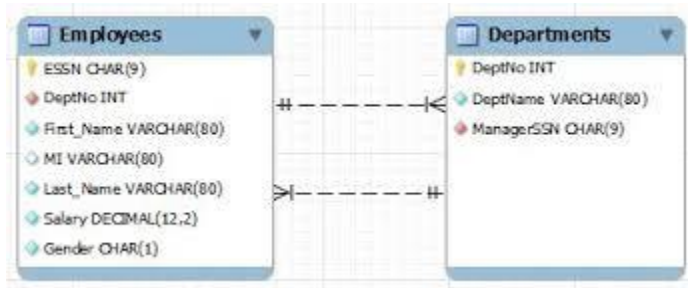 Employees
ESSN CHAR(9)
DeptNo INT
First_Name VARCHAR(80)
MI VARCHAR(80)
Last_Name VARCHAR(80)
Salary DECIMAL(12,2)
Gender CHAR(1)
Departments
DeptNo INT
DeptName VARCHAR(80)
ManagerSSN CHAR(9)